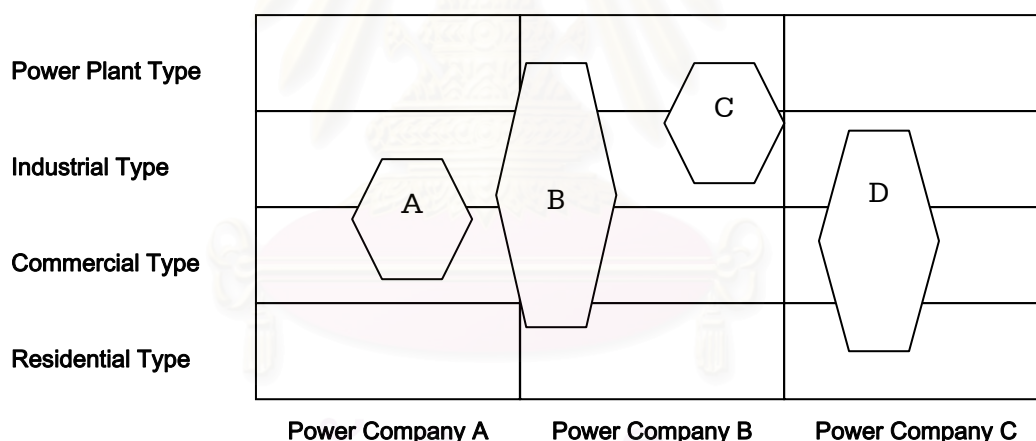 Power Plant Type
C
Industrial Type
A
B
D
Commercial Type
Residential Type
Power Company A
Power Company B
Power Company C